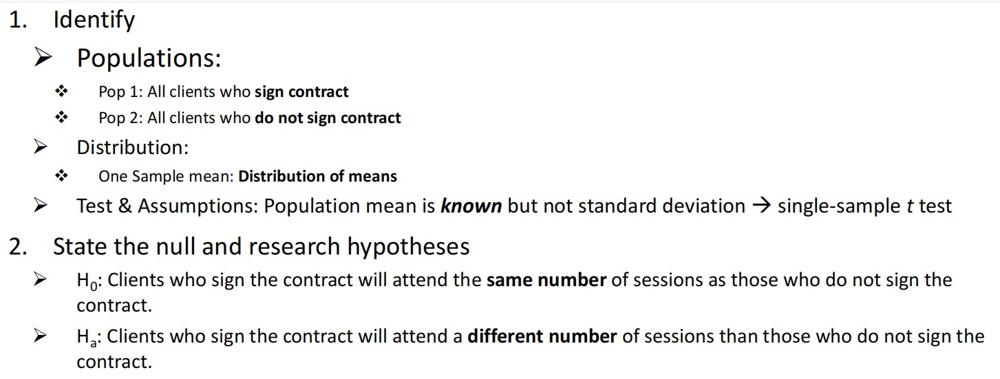 1. Identify
➢ Populations:
❖ Pop 1: All clients who sign contract
❖ Pop 2: All clients who do not sign contract
➢ Distribution:
❖ One Sample mean: Distribution of means
➢ Test & Assumptions: Population mean is known but not standard deviation → single-sample t test
2. State the null and research hypotheses
➢ H₀: Clients who sign the contract will attend the same number of sessions as those who do not sign the
contract.
➢ Hₐ: Clients who sign the contract will attend a different number of sessions than those who do not sign the
contract.